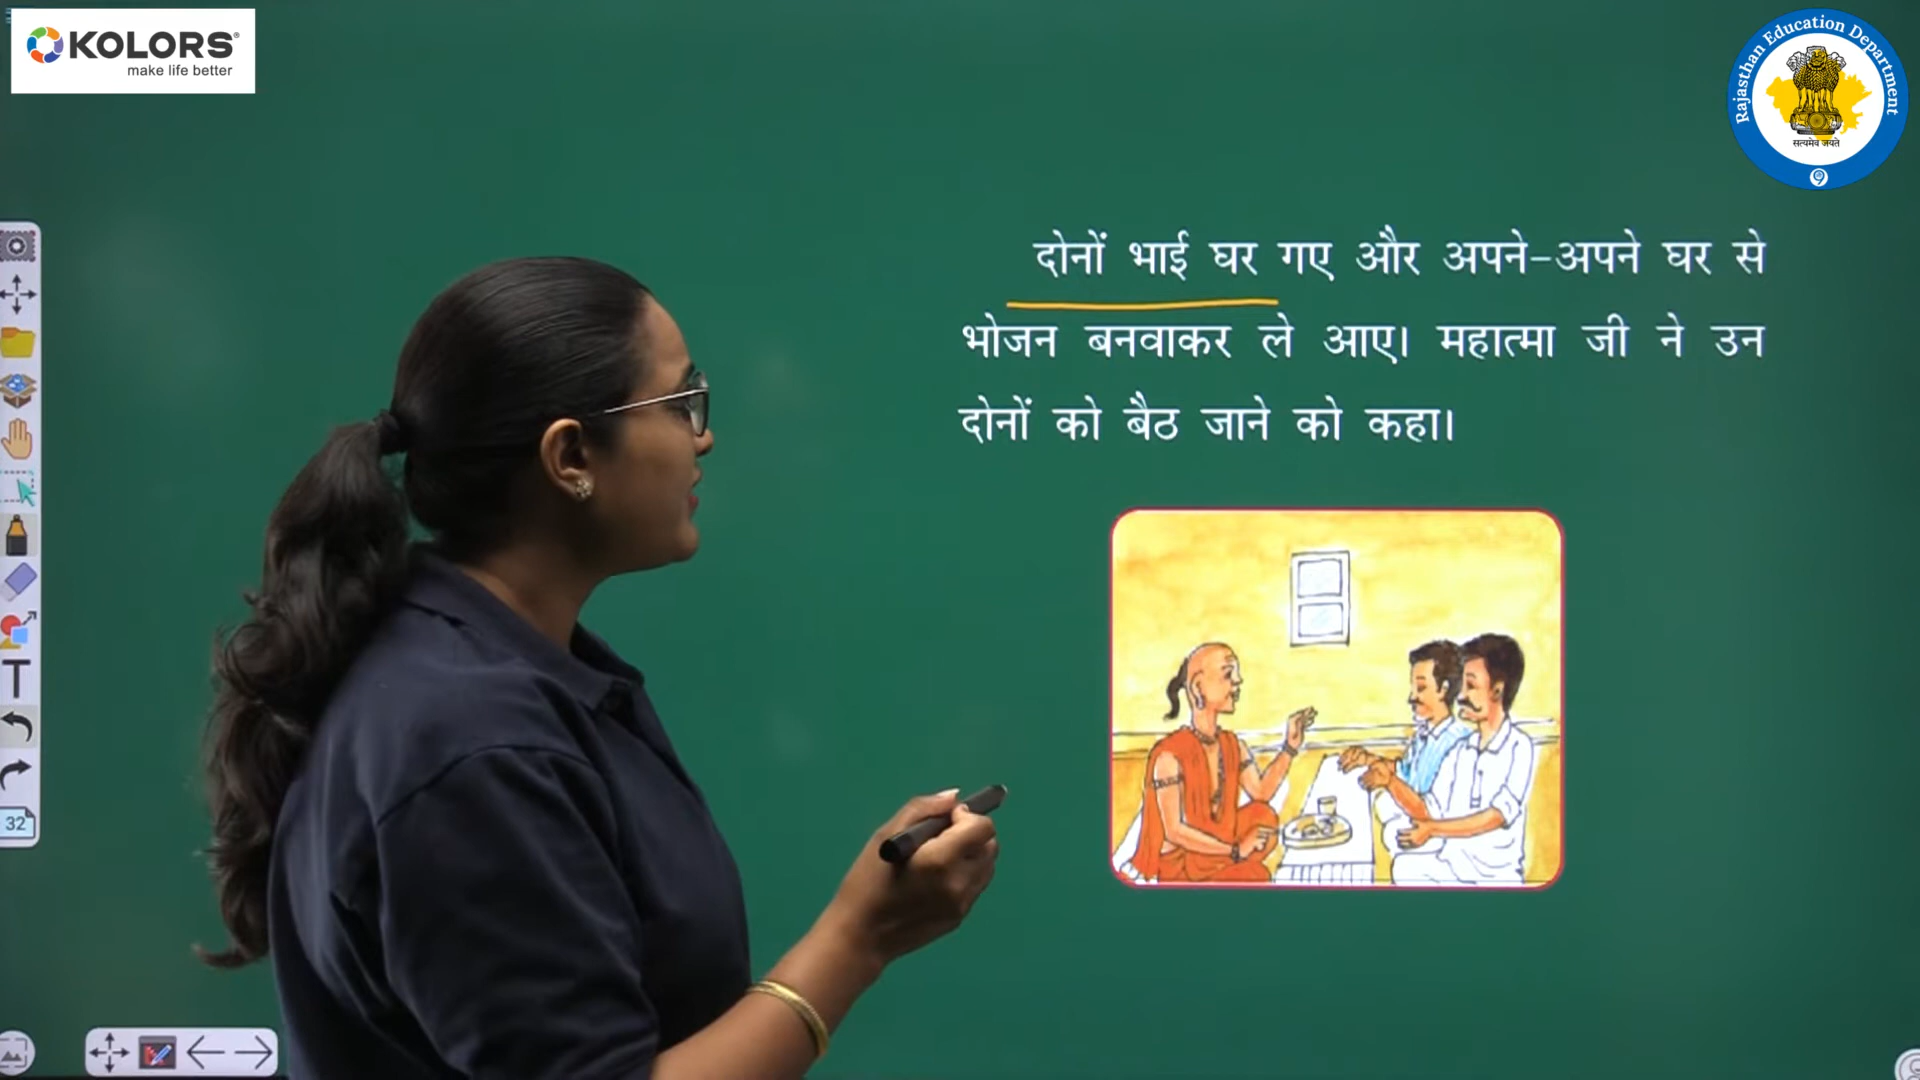 KOLORS®
make life better
Rajasthan Education Department
सत्यमेव जयते
दोनों भाई घर गए और अपने-अपने घर से
भोजन बनवाकर ले आए। महात्मा जी ने उन
दोनों को बैठ जाने को कहा।
T
32